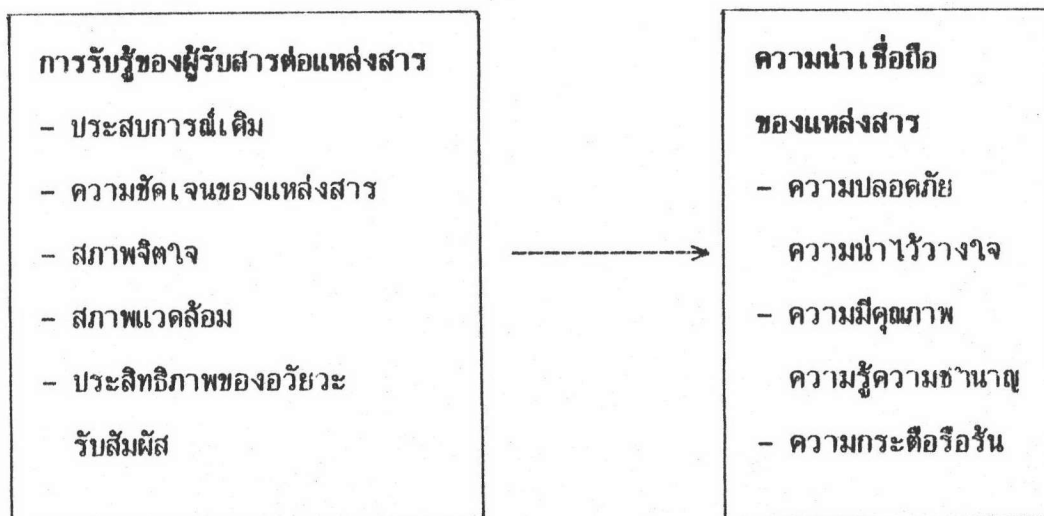 การรับรู้ของผู้รับสารต่อแหล่งสาร
- ประสบการณ์เดิม
- ความชัดเจนของแหล่งสาร
- สภาพจิตใจ
- สภาพแวดล้อม
- ประสิทธิภาพของอวัยวะ
รับสัมผัส
ความน่าเชื่อถือ
ของแหล่งสาร
- ความปลอดภัย
ความน่าไว้วางใจ
- ความมีคุณภาพ
ความรู้ความชำนาญ
- ความกระตือรือร้น